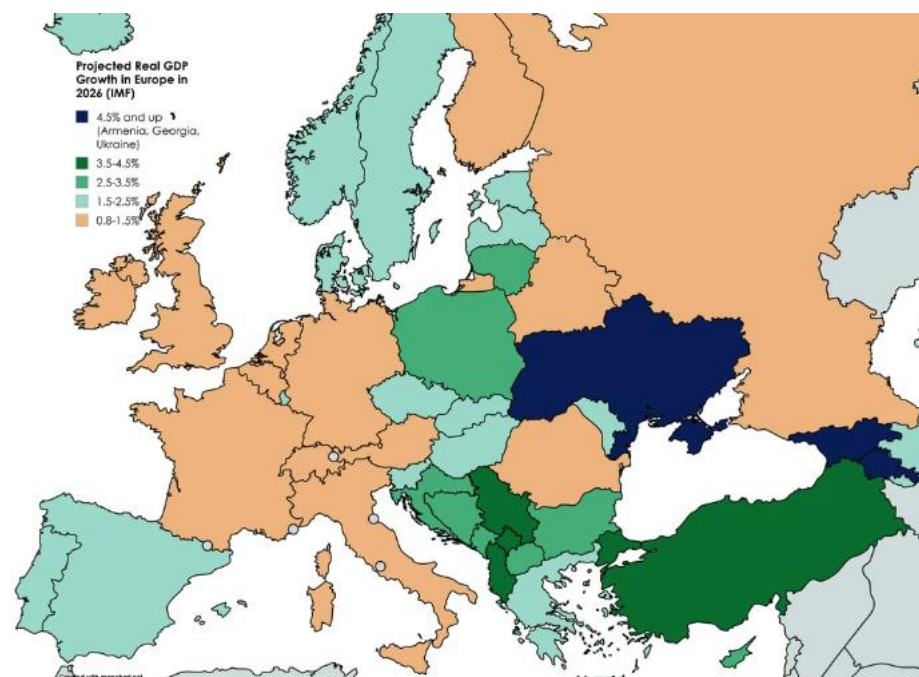 Projected Real GDP
Growth in Europe in
2026 (IMF)
4.5% and up
(Armenia, Georgia,
Ukraine)
3.5-4.5%
2.5-3.5%
1.5-2.5%
0.8-1.5%